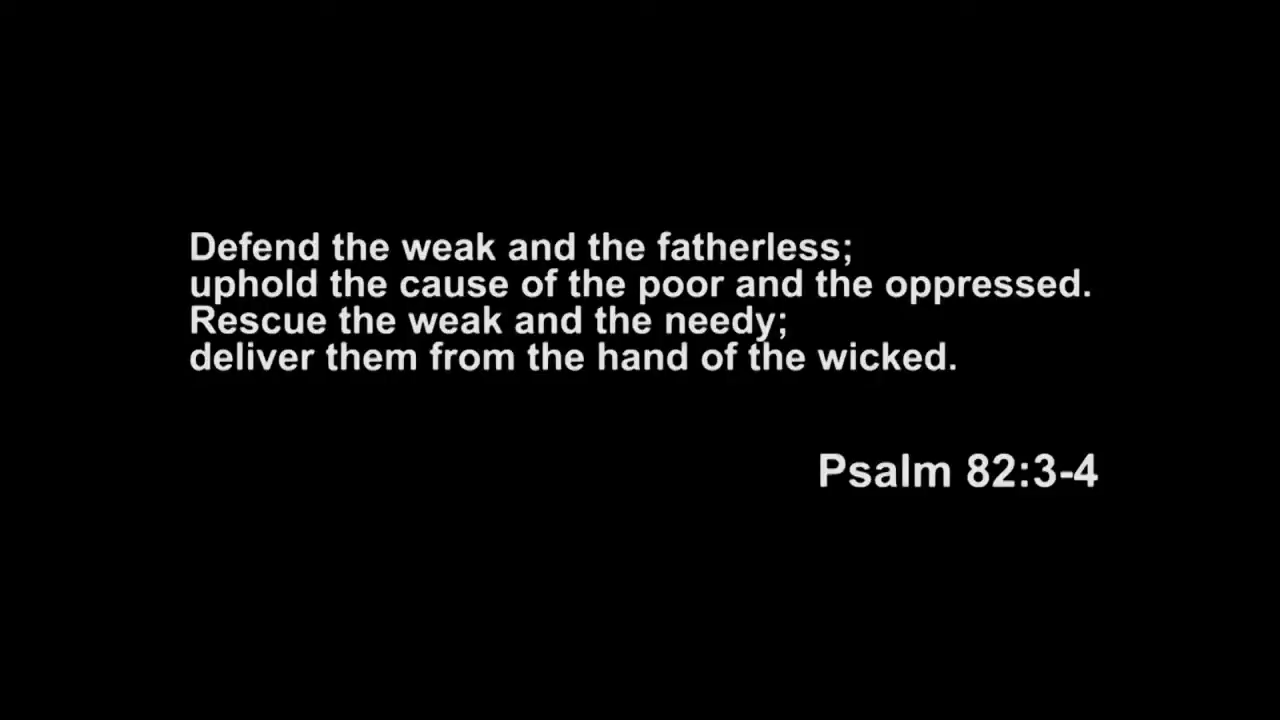 Defend the weak and the fatherless;
uphold the cause of the poor and the oppressed.
Rescue the weak and the needy;
deliver them from the hand of the wicked.
Psalm 82:3-4